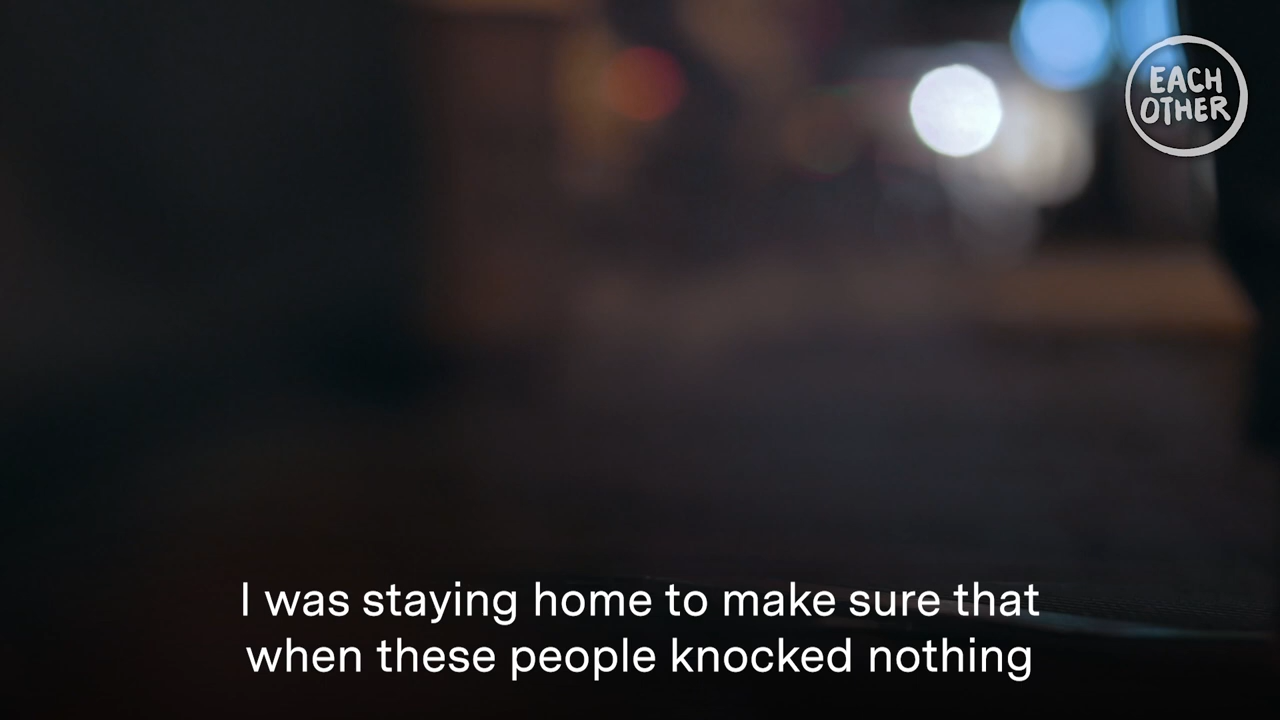 EACH
OTHER
I was staying home to make sure that
when these people knocked nothing